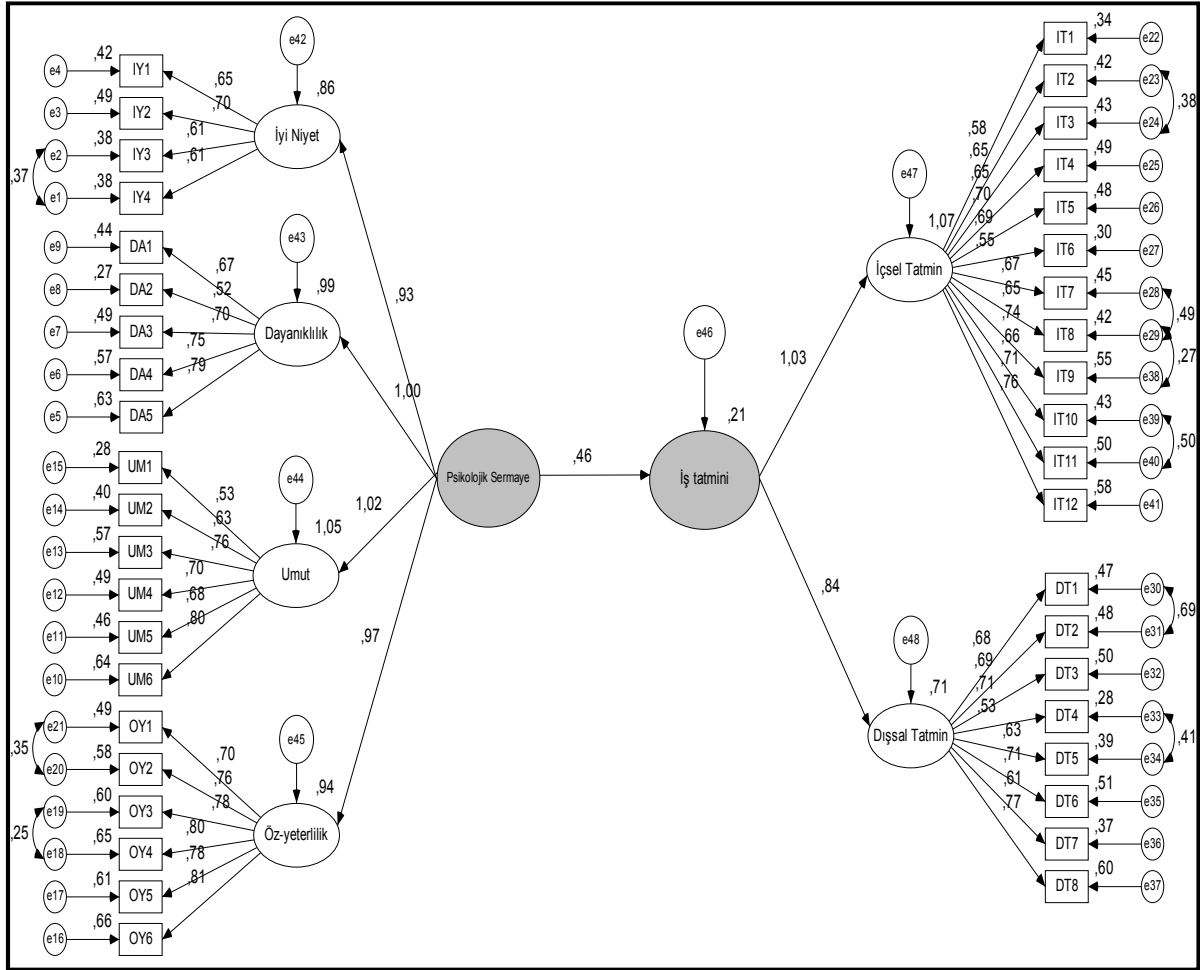 e42
,86
İyi Niyet
e4 ,42 IY1 ,65
e3 ,49 IY2 ,70
e2 ,38 IY3 ,61
e1 ,38 IY4 ,61
,37
,93
e43
,99
Dayanıklılık
e9 ,44 DA1 ,67
e8 ,27 DA2 ,52
e7 ,49 DA3 ,70
e6 ,57 DA4 ,75
e5 ,63 DA5 ,79
1,00
e44
1,05
Umut
e15 ,28 UM1 ,53
e14 ,40 UM2 ,63
e13 ,57 UM3 ,76
e12 ,49 UM4 ,70
e11 ,46 UM5 ,68
e10 ,64 UM6 ,80
1,02
e45
,94
Öz-yeterlilik
e21 ,49 OY1 ,70
e20 ,58 OY2 ,76
e19 ,60 OY3 ,78
e18 ,65 OY4 ,80
e17 ,61 OY5 ,78
e16 ,66 OY6 ,81
,35
,25
,97
Psikolojik Sermaye
,46
e46
,21
İş tatmini
1,03
,84
e47
1,07
İçsel Tatmin
,58 IT1 ,34 e22
,65 IT2 ,42 e23
,65 IT3 ,43 e24
,70 IT4 ,49 e25
,69 IT5 ,48 e26
,55 IT6 ,30 e27
,67 IT7 ,45 e28
,65 IT8 ,42 e29
,74 IT9 ,55 e38
,66 IT10 ,43 e39
,71 IT11 ,50 e40
,76 IT12 ,58 e41
,38
,49
,27
,50
e48
,71
Dışsal Tatmin
,68 DT1 ,47 e30
,69 DT2 ,48 e31
,71 DT3 ,50 e32
,53 DT4 ,28 e33
,63 DT5 ,39 e34
,71 DT6 ,51 e35
,61 DT7 ,37 e36
,77 DT8 ,60 e37
,69
,41